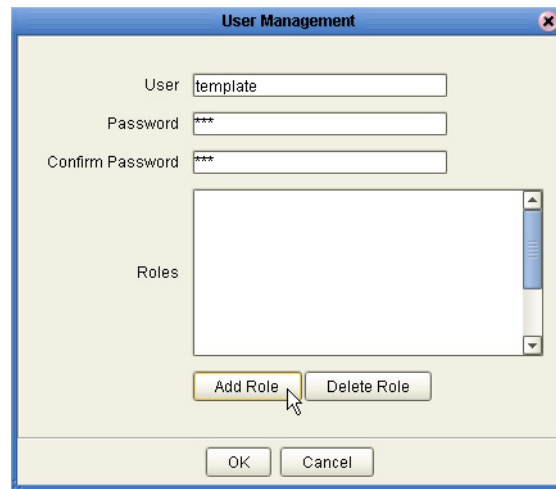 User Management
User template
Password ***
Confirm Password ***
Roles
Add Role Delete Role
OK Cancel